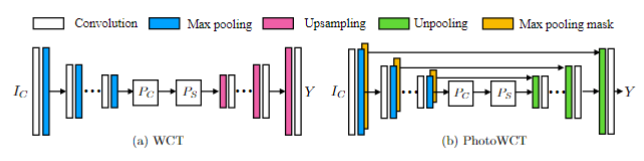 Convolution Max pooling Upsampling Unpooling Max pooling mask
I_C P_C P_S Y I_C P_C P_S Y
(a) WCT (b) PhotoWCT